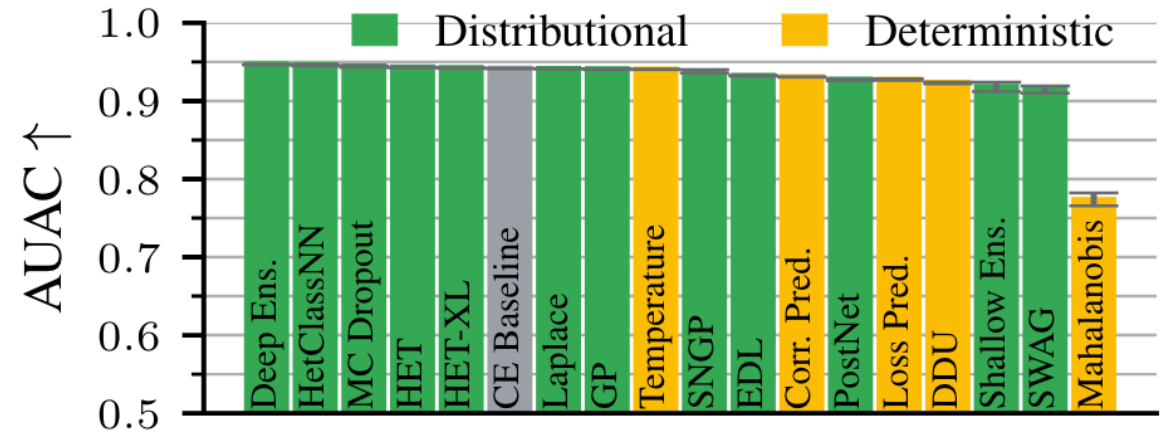 Distributional
Deterministic
AUAC ↑
1.0
0.9
0.8
0.7
0.6
0.5
Deep Ens.
HetClassNN
MC Dropout
HET
HET-XL
CE Baseline
Laplace
GP
Temperature
SNGP
EDL
Corr. Pred.
PostNet
Loss Pred.
DDU
Shallow Ens.
SWAG
Mahalanobis